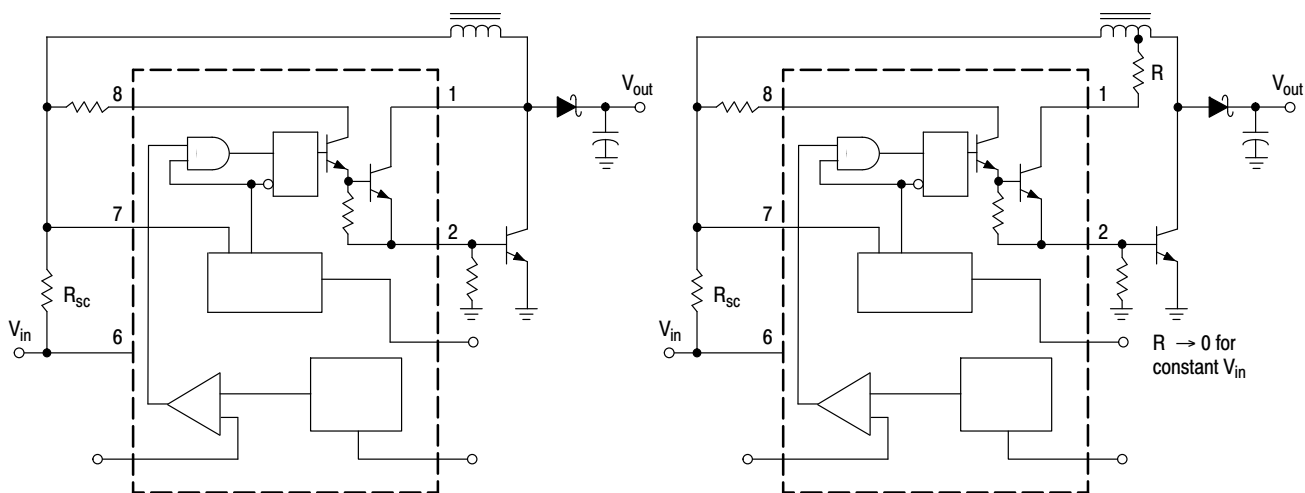 8
1
V_out
7
2
R_sc
V_in
6
R
8
1
V_out
7
2
R_sc
V_in
6
R → 0 for
constant V_in